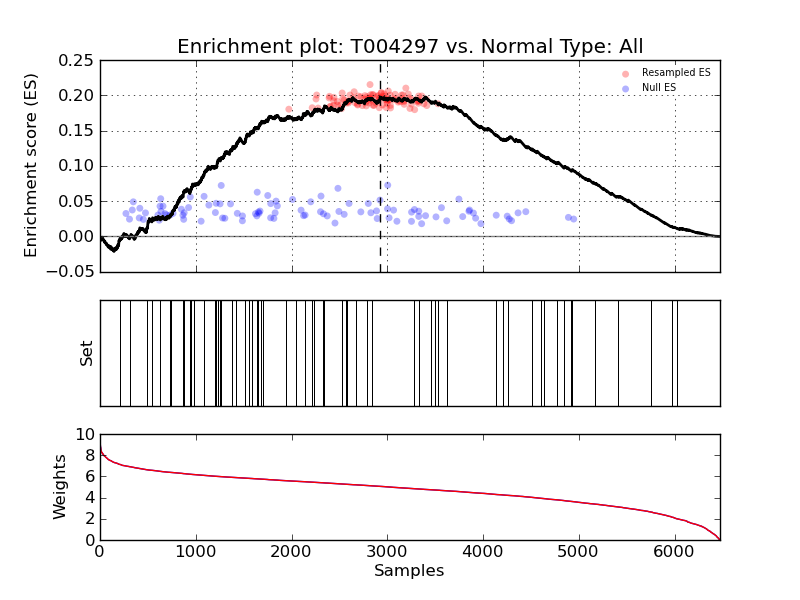 Enrichment plot: T004297 vs. Normal Type: All
0.25
0.20
0.15
0.10
0.05
0.00
−0.05
Enrichment score (ES)
Resampled ES
Null ES
Set
10
8
6
4
2
0
Weights
0 1000 2000 3000 4000 5000 6000
Samples